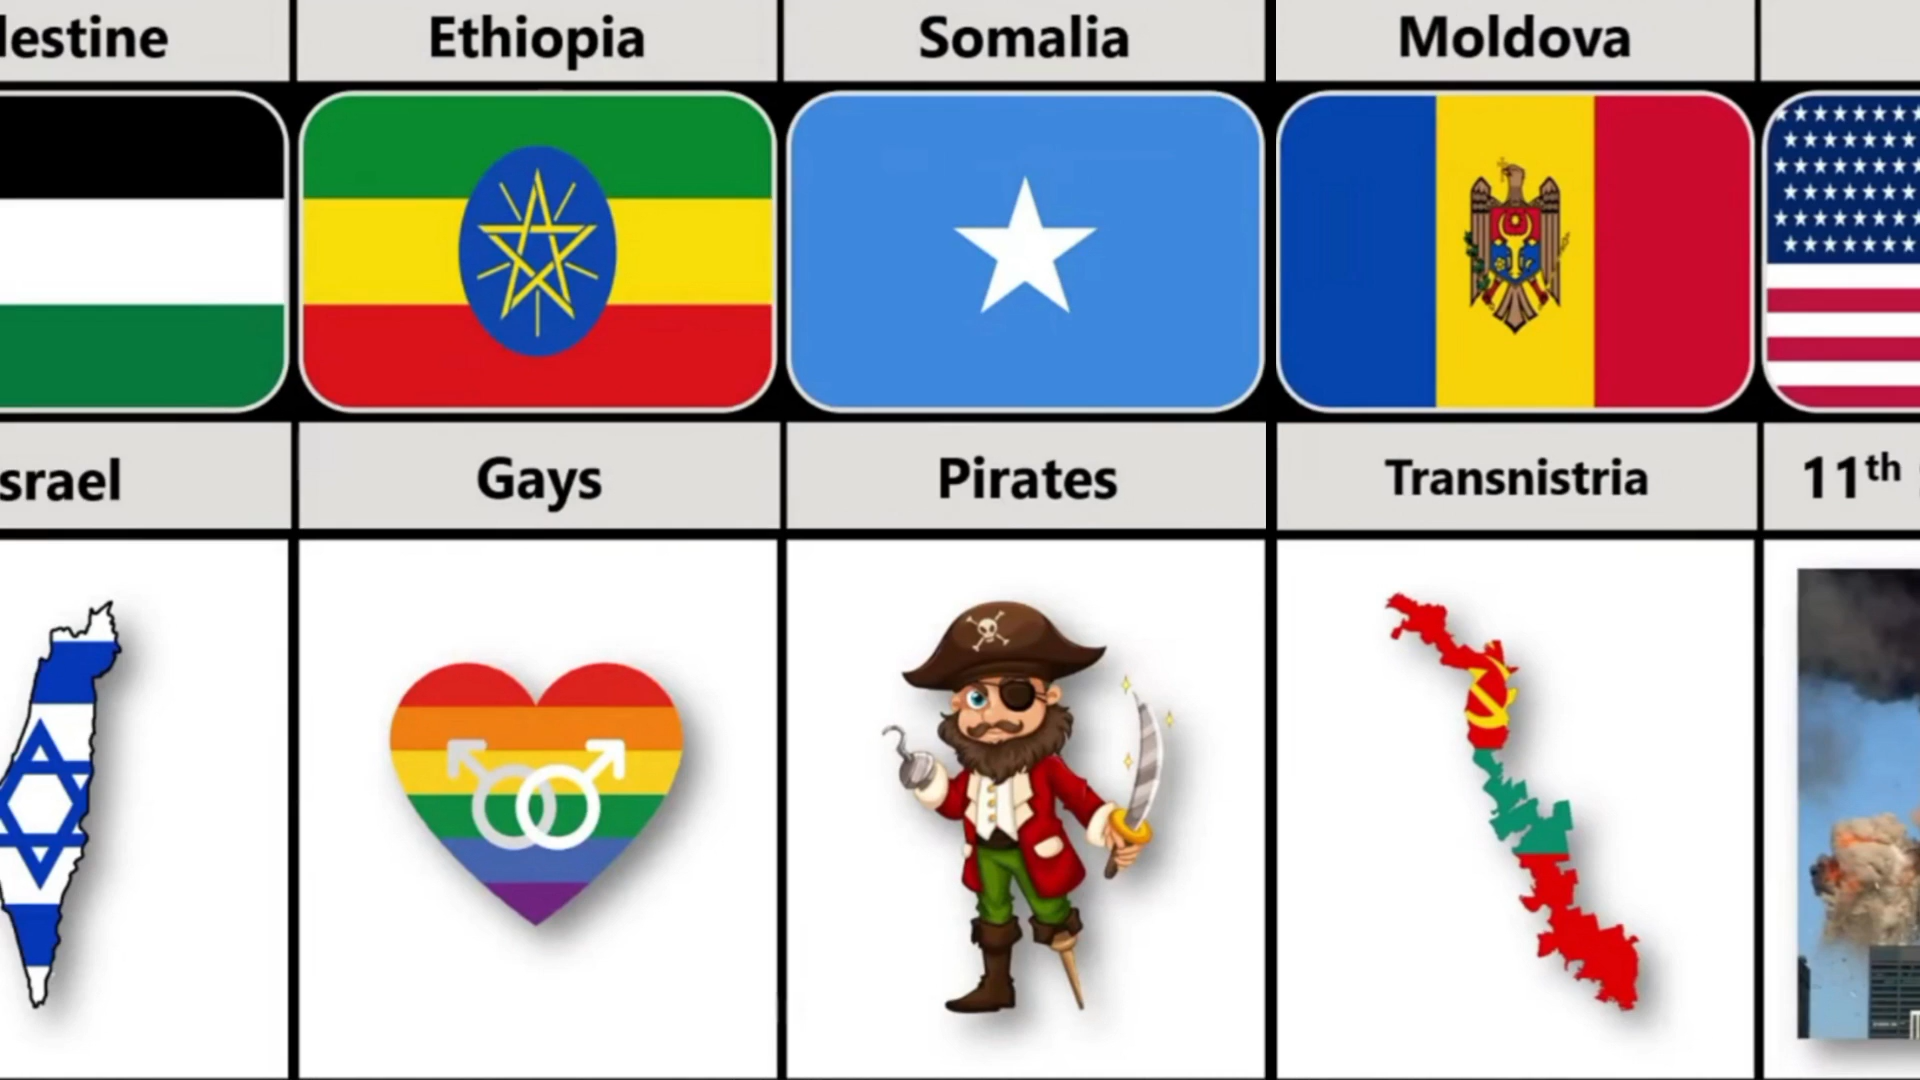 lestine
Ethiopia
Somalia
Moldova
srael
Gays
Pirates
Transnistria
11th